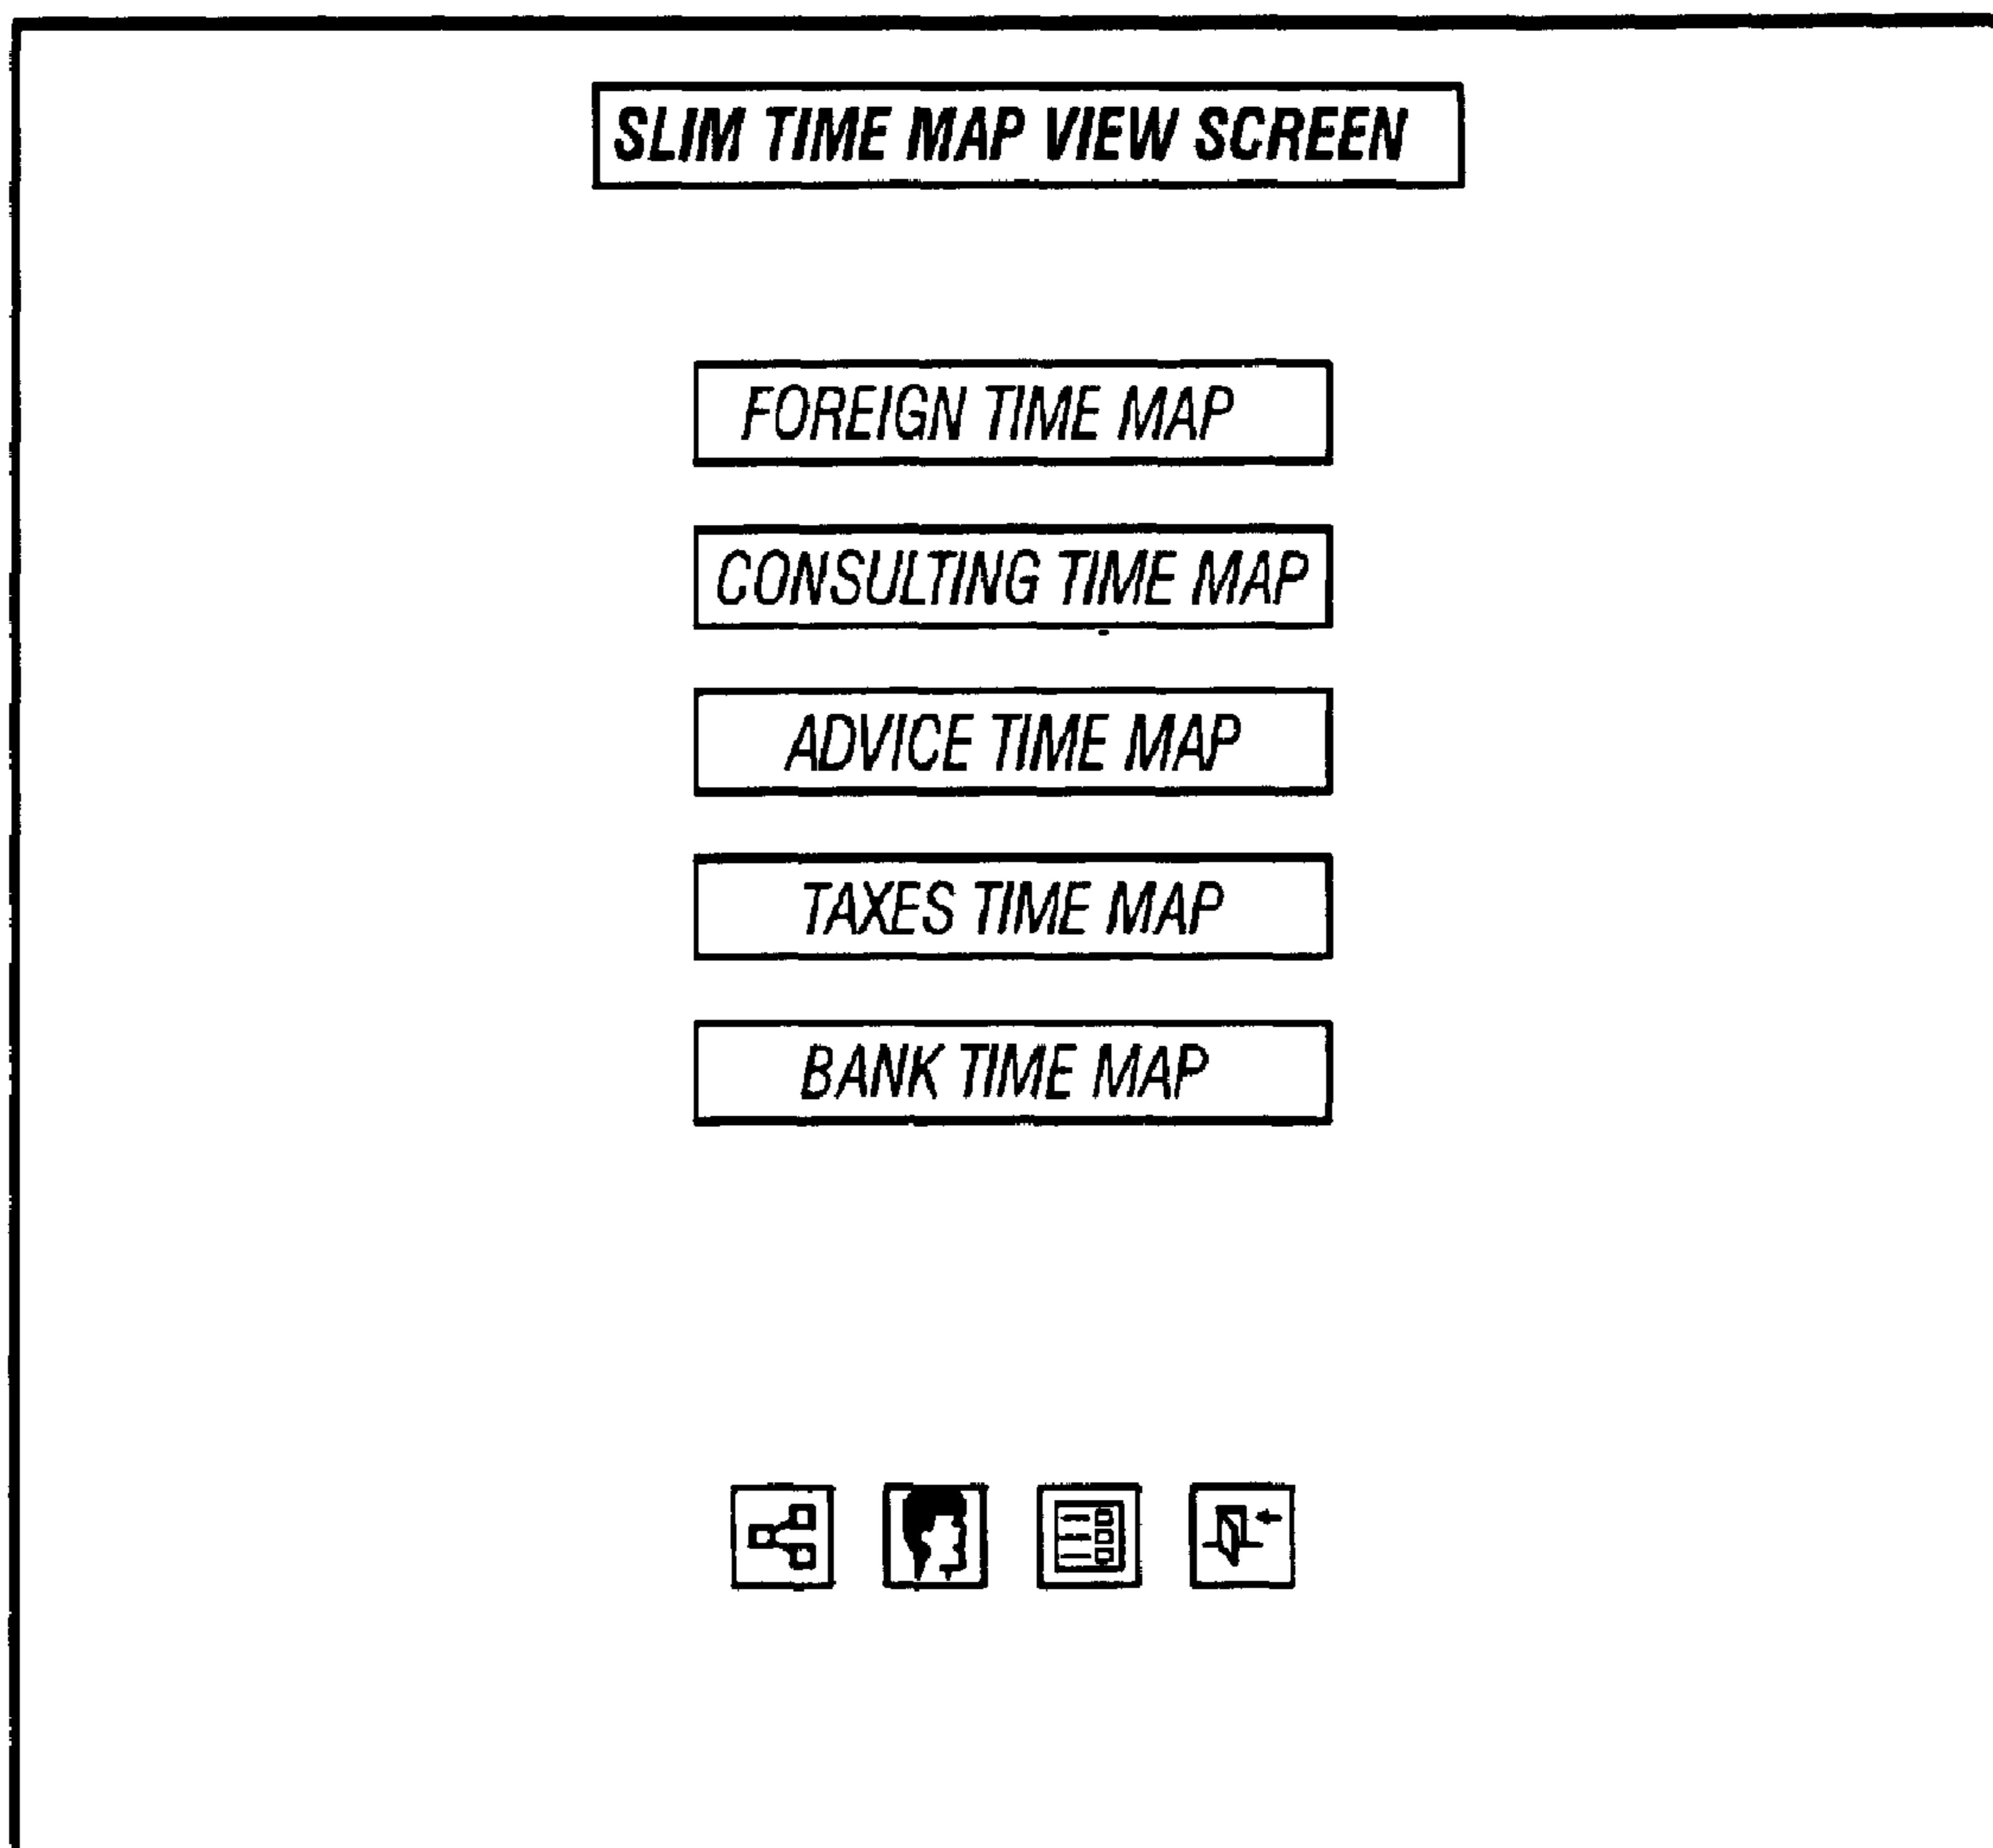 SLIM TIME MAP VIEW SCREEN
FOREIGN TIME MAP
CONSULTING TIME MAP
ADVICE TIME MAP
TAXES TIME MAP
BANK TIME MAP